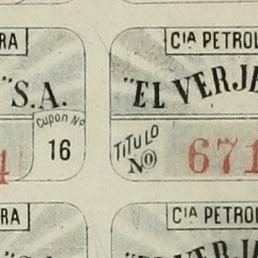 RA CIA PETROL
"S.A. "EL VERJE
Cupon No
16 TITULO
No 671
RA CIA PETROL